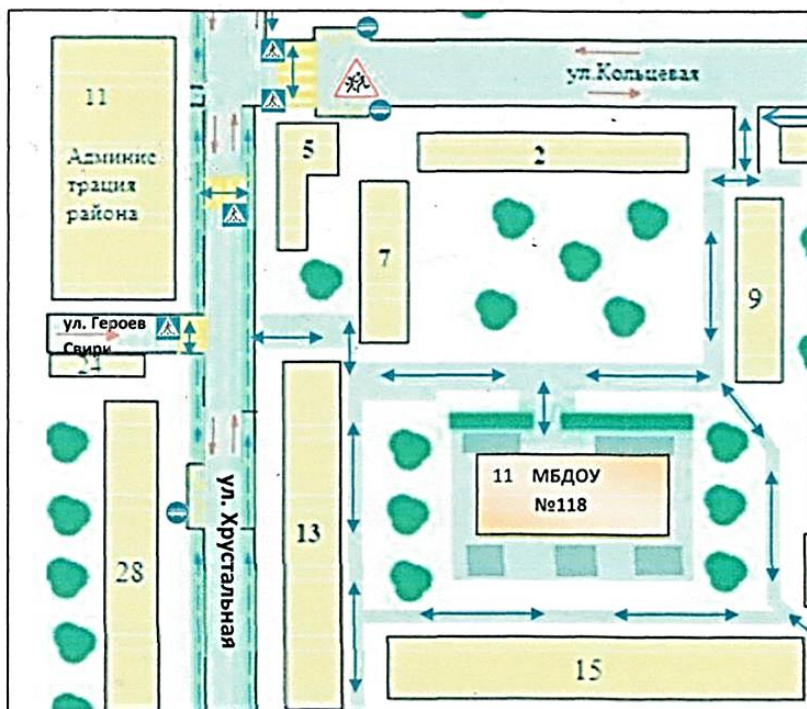 11
Админис
трация
района
ул.Кольцевая
5
2
7
9
ул. Героев
Свири
24
28
ул. Хрустальная
13
11 МБДОУ
№118
15